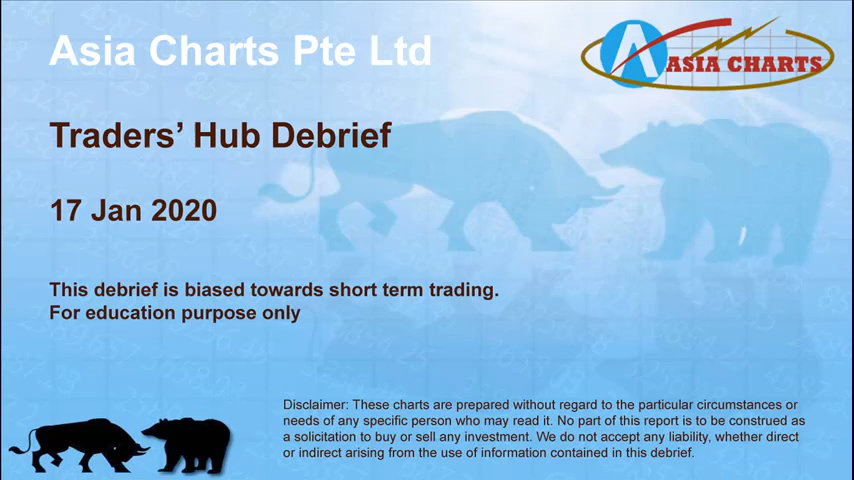 Asia Charts Pte Ltd
ASIA CHARTS
Traders’ Hub Debrief
17 Jan 2020
This debrief is biased towards short term trading.
For education purpose only
Disclaimer: These charts are prepared without regard to the particular circumstances or
needs of any specific person who may read it. No part of this report is to be construed as
a solicitation to buy or sell any investment. We do not accept any liability, whether direct
or indirect arising from the use of information contained in this debrief.